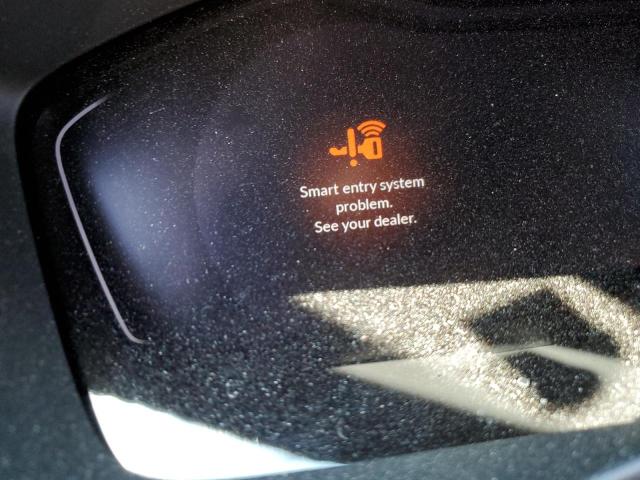 Smart entry system
problem.
See your dealer.